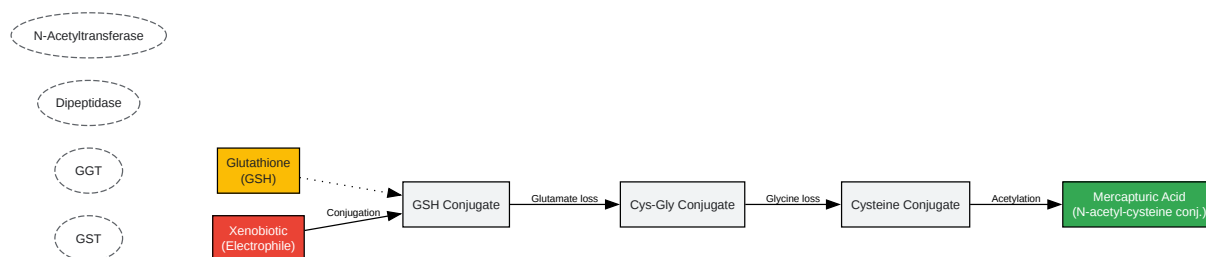 N-Acetyltransferase
Dipeptidase
GGT
GST
Glutathione
(GSH)
Xenobiotic
(Electrophile)
Conjugation
GSH Conjugate
Glutamate loss
Cys-Gly Conjugate
Glycine loss
Cysteine Conjugate
Acetylation
Mercapturic Acid
(N-acetyl-cysteine conj.)